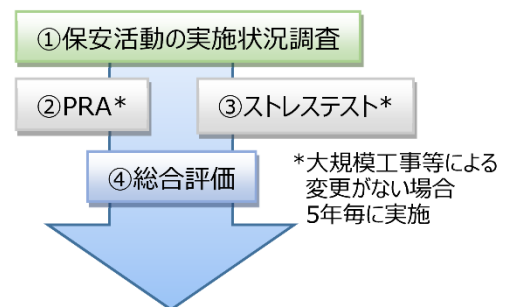 ①保安活動の実施状況調査
②PRA*
③ストレステスト*
④総合評価
*大規模工事等による
変更がない場合
5年毎に実施